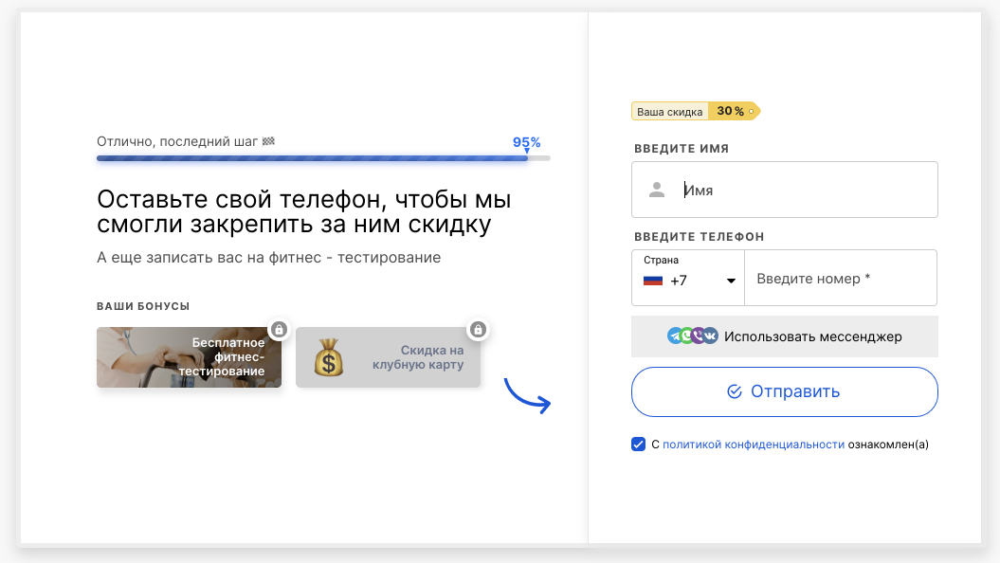 Отлично, последний шаг
95%
Оставьте свой телефон, чтобы мы
смогли закрепить за ним скидку
А еще записать вас на фитнес - тестирование
ВАШИ БОНУСЫ
Бесплатное
фитнес-
тестирование
Скидка на
клубную карту
Ваша скидка 30 %
ВВЕДИТЕ ИМЯ
Имя
ВВЕДИТЕ ТЕЛЕФОН
Страна
+7
Введите номер *
Использовать мессенджер
Отправить
С политикой конфиденциальности ознакомлен(а)